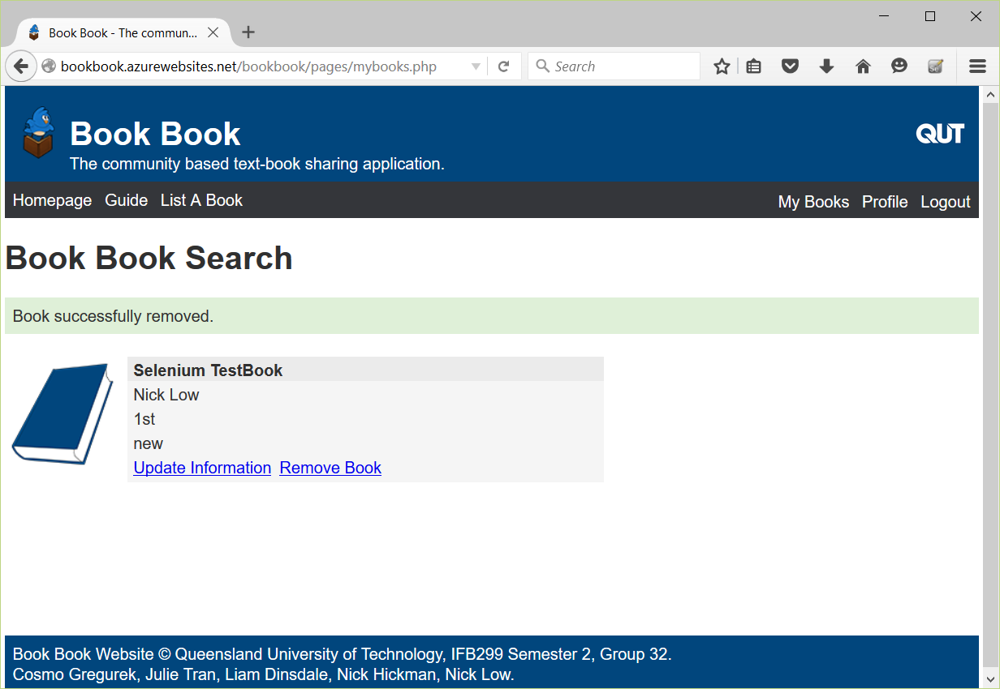 Book Book - The commun...
bookbook.azurewebsites.net/bookbook/pages/mybooks.php
Search
Book Book
QUT
The community based text-book sharing application.
Homepage Guide List A Book My Books Profile Logout
Book Book Search
Book successfully removed.
Selenium TestBook
Nick Low
1st
new
Update Information Remove Book
Book Book Website © Queensland University of Technology, IFB299 Semester 2, Group 32.
Cosmo Gregurek, Julie Tran, Liam Dinsdale, Nick Hickman, Nick Low.